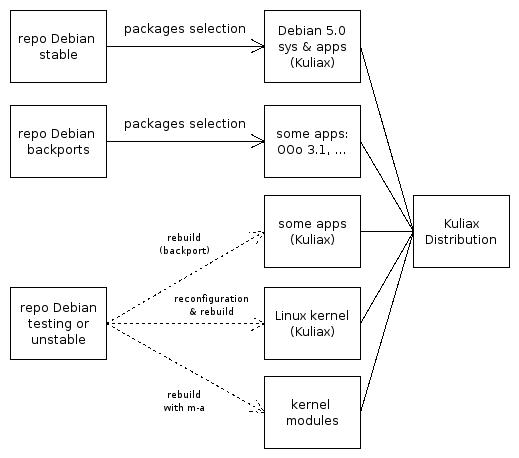 repo Debian
stable
packages selection
Debian 5.0
sys & apps
(Kuliax)
repo Debian
backports
packages selection
some apps:
OOo 3.1, ...
some apps
(Kuliax)
Kuliax
Distribution
rebuild
(backport)
repo Debian
testing or
unstable
reconfiguration
& rebuild
Linux kernel
(Kuliax)
rebuild
with m-a
kernel
modules